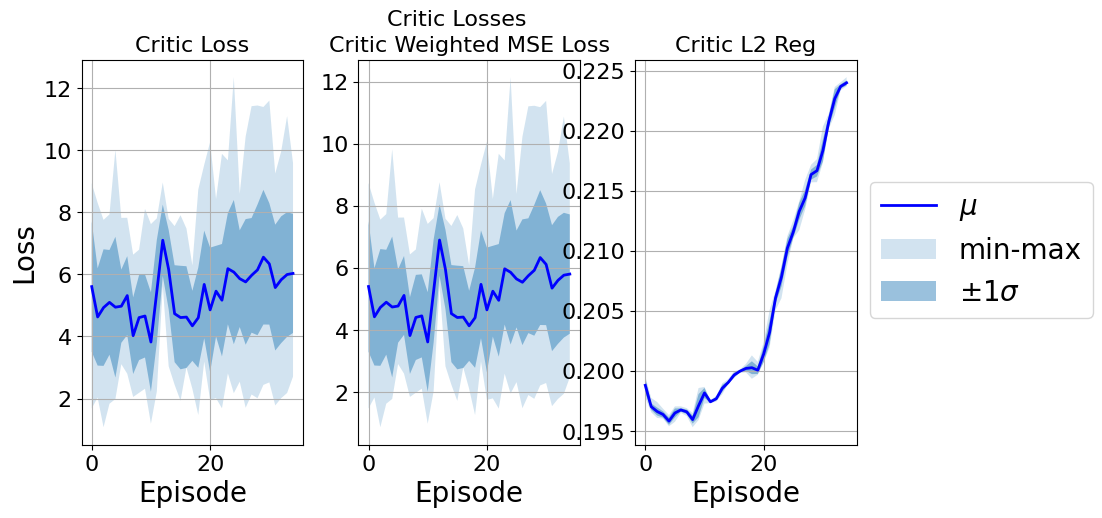 Critic Losses
Critic Loss
Critic Weighted MSE Loss
Critic L2 Reg
Loss
12
10
8
6
4
2
0
20
Episode
12
10
8
6
4
2
0
20
Episode
0.225
0.220
0.215
0.210
0.205
0.200
0.195
0
20
Episode
μ
min-max
±1σ